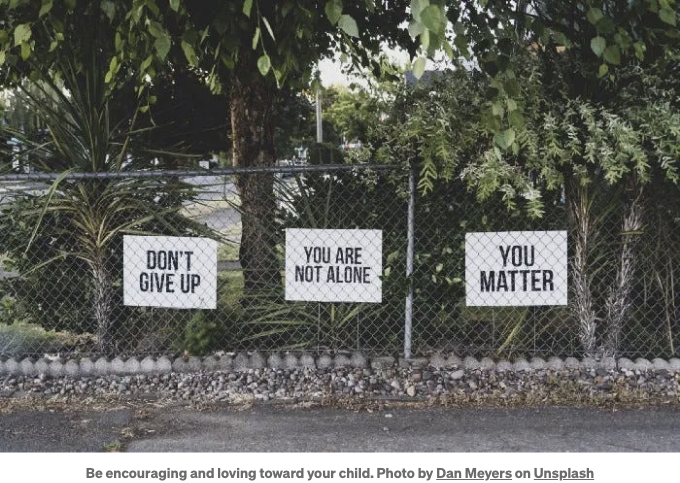 DON'T
GIVE UP
YOU ARE
NOT ALONE
YOU
MATTER
Be encouraging and loving toward your child. Photo by Dan Meyers on Unsplash